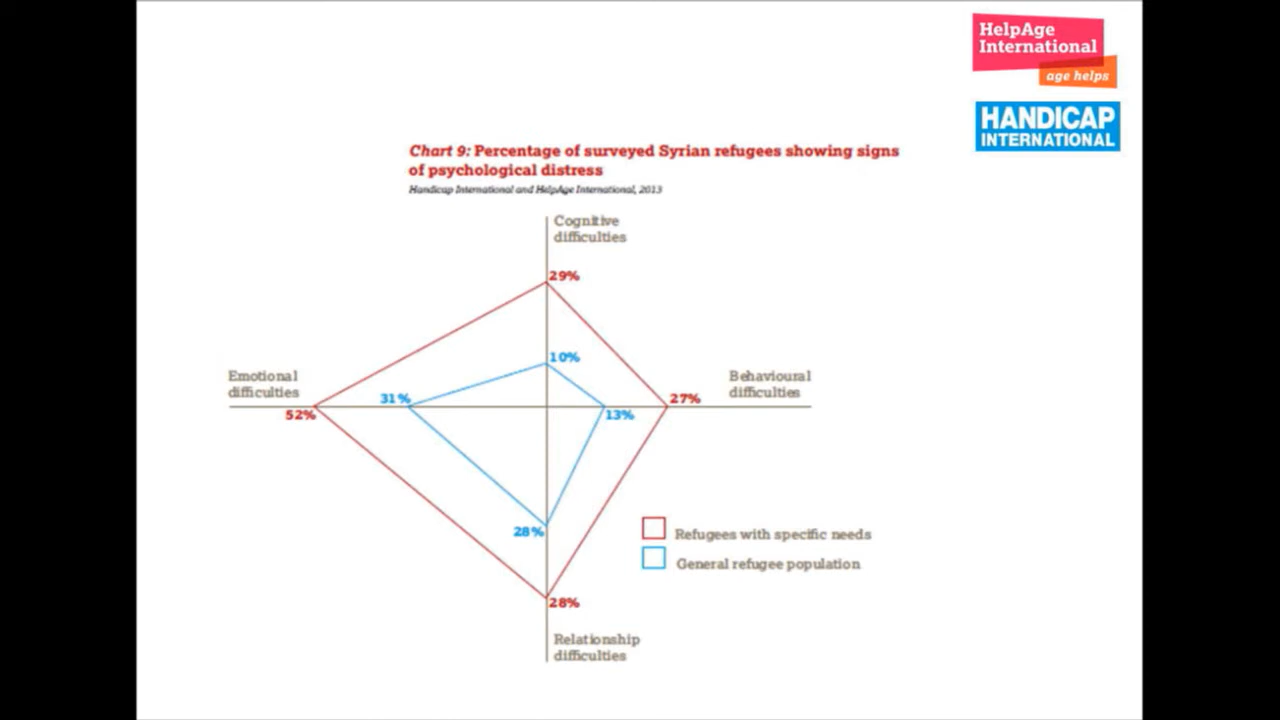 HelpAge
International
age helps
HANDICAP
INTERNATIONAL
Chart 9: Percentage of surveyed Syrian refugees showing signs
of psychological distress
Handicap International and HelpAge International, 2013
Cognitive
difficulties
29%
10%
Emotional
difficulties
52%
31%
Behavioural
difficulties
27%
13%
28%
28%
Relationship
difficulties
Refugees with specific needs
General refugee population